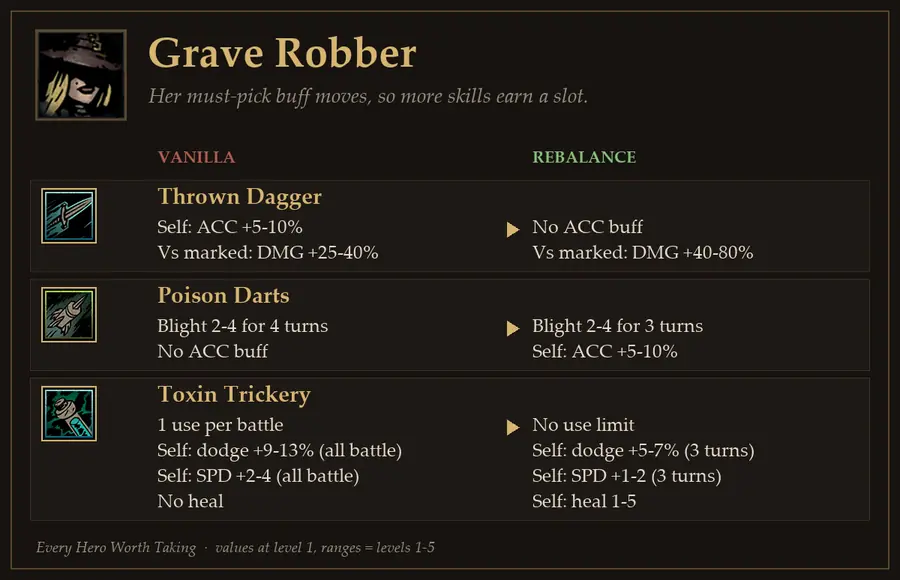 Grave Robber
Her must-pick buff moves, so more skills earn a slot.
VANILLA
REBALANCE
Thrown Dagger
Self: ACC +5-10%
No ACC buff
Vs marked: DMG +25-40%
Vs marked: DMG +40-80%
Poison Darts
Blight 2-4 for 4 turns
Blight 2-4 for 3 turns
No ACC buff
Self: ACC +5-10%
Toxin Trickery
1 use per battle
No use limit
Self: dodge +9-13% (all battle)
Self: dodge +5-7% (3 turns)
Self: SPD +2-4 (all battle)
Self: SPD +1-2 (3 turns)
No heal
Self: heal 1-5
Every Hero Worth Taking · values at level 1, ranges = levels 1-5